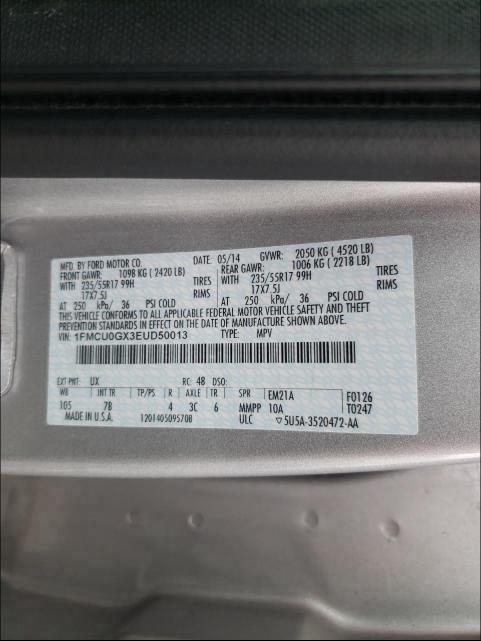 MFD. BY FORD MOTOR CO. DATE: 05/14 GVWR: 2050 KG ( 4520 LB)
FRONT GAWR: 1098 KG ( 2420 LB) REAR GAWR: 1006 KG ( 2218 LB)
WITH 235/55R17 99H TIRES WITH 235/55R17 99H TIRES
17X7.5J RIMS 17X7.5J RIMS
AT 250 kPa/ 36 PSI COLD AT 250 kPa/ 36 PSI COLD
THIS VEHICLE CONFORMS TO ALL APPLICABLE FEDERAL MOTOR VEHICLE SAFETY AND THEFT
PREVENTION STANDARDS IN EFFECT ON THE DATE OF MANUFACTURE SHOWN ABOVE.
VIN: 1FMCU0GX3EUD50013 TYPE: MPV
EXT PNT: UX RC: 48 DSO:
WB INT TR TP/PS R AXLE TR SPR EM21A F0126
105 7B 4 3C 6 MMPP 10A T0247
MADE IN U.S.A. 1201405095708 ULC ▽5U5A-3520472-AA